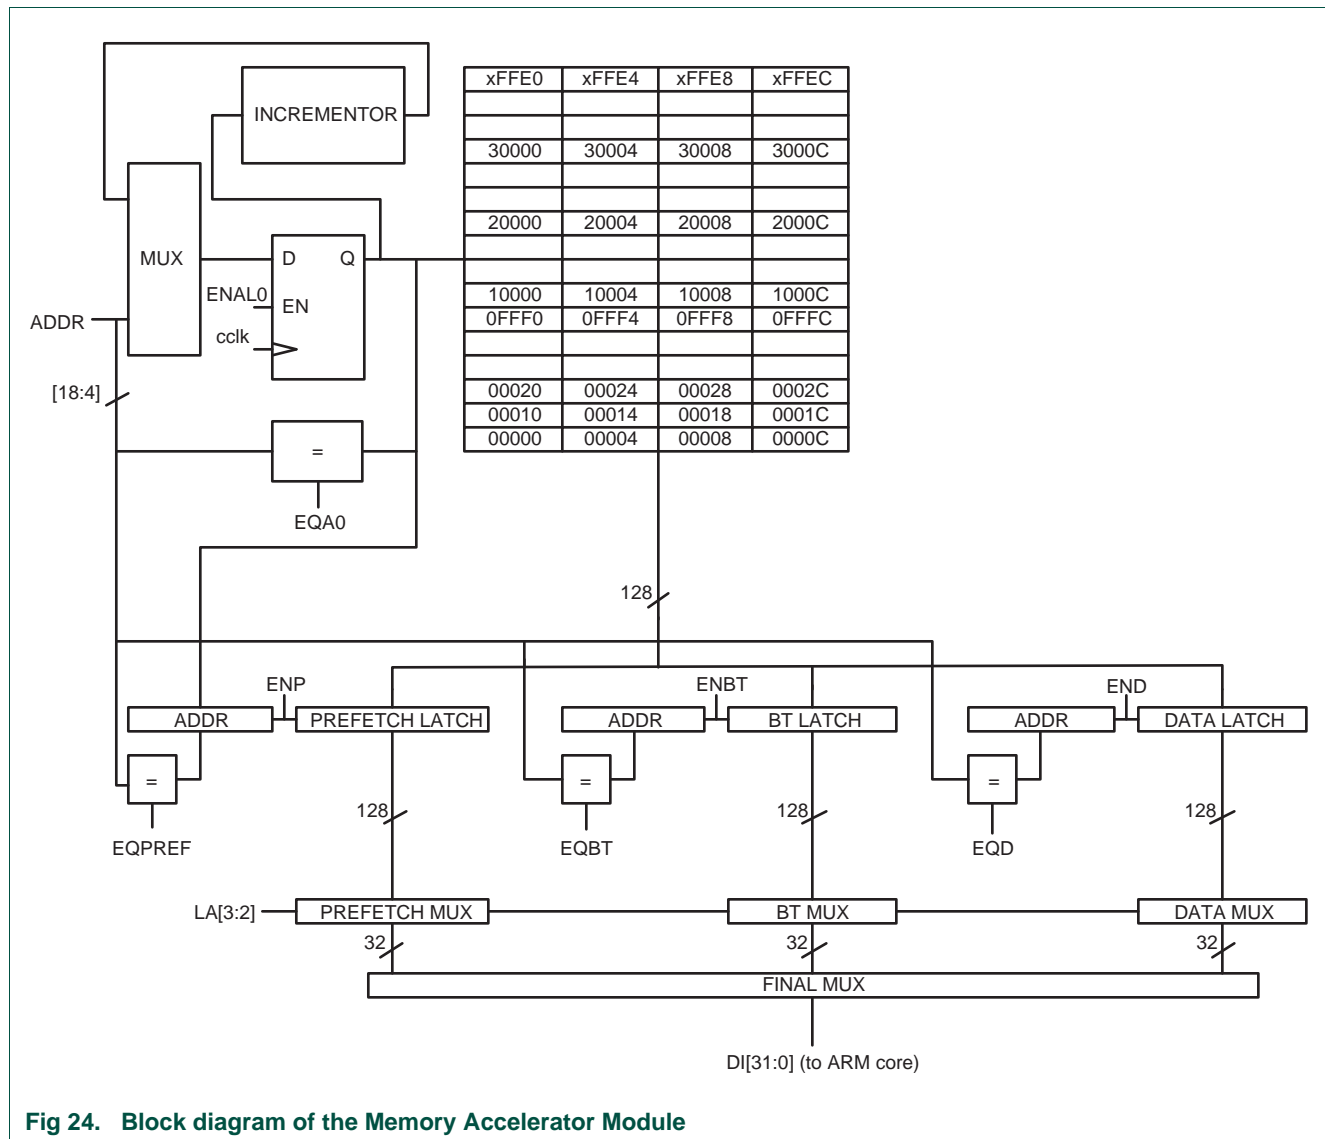 INCREMENTOR
xFFE0 xFFE4 xFFE8 xFFEC
30000 30004 30008 3000C
20000 20004 20008 2000C
MUX
D Q
ENAL0
EN
10000 10004 10008 1000C
ADDR
0FFF0 0FFF4 0FFF8 0FFFC
cclk
[18:4]
00020 00024 00028 0002C
00010 00014 00018 0001C
00000 00004 00008 0000C
=
EQA0
128
ENP ENBT END
ADDR PREFETCH LATCH ADDR BT LATCH ADDR DATA LATCH
= = =
128 128 128
EQPREF EQBT EQD
LA[3:2] PREFETCH MUX BT MUX DATA MUX
32 32 32
FINAL MUX
DI[31:0] (to ARM core)
Fig 24. Block diagram of the Memory Accelerator Module